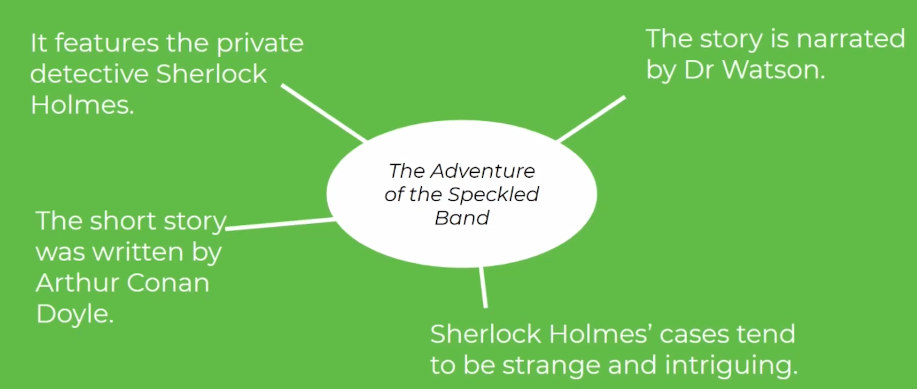 It features the private
detective Sherlock
Holmes.
The story is narrated
by Dr Watson.
The Adventure
of the Speckled
Band
The short story
was written by
Arthur Conan
Doyle.
Sherlock Holmes’ cases tend
to be strange and intriguing.